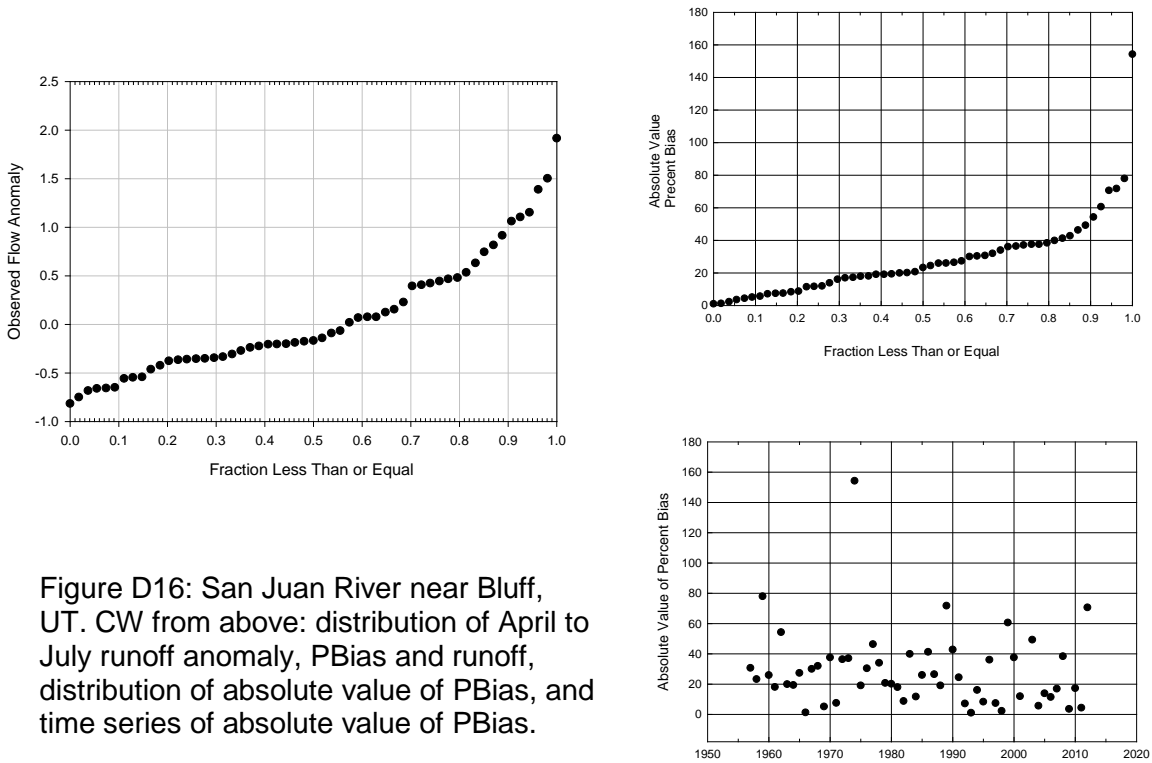 2.5
2.0
1.5
1.0
0.5
0.0
-0.5
-1.0
Observed Flow Anomaly
0.0 0.1 0.2 0.3 0.4 0.5 0.6 0.7 0.8 0.9 1.0
Fraction Less Than or Equal
180
160
140
120
100
80
60
40
20
0
Absolute Value
Precent Bias
0.0 0.1 0.2 0.3 0.4 0.5 0.6 0.7 0.8 0.9 1.0
Fraction Less Than or Equal
Figure D16: San Juan River near Bluff,
UT. CW from above: distribution of April to
July runoff anomaly, PBias and runoff,
distribution of absolute value of PBias, and
time series of absolute value of PBias.
180
160
140
120
100
80
60
40
20
0
Absolute Value of Percent Bias
1950 1960 1970 1980 1990 2000 2010 2020